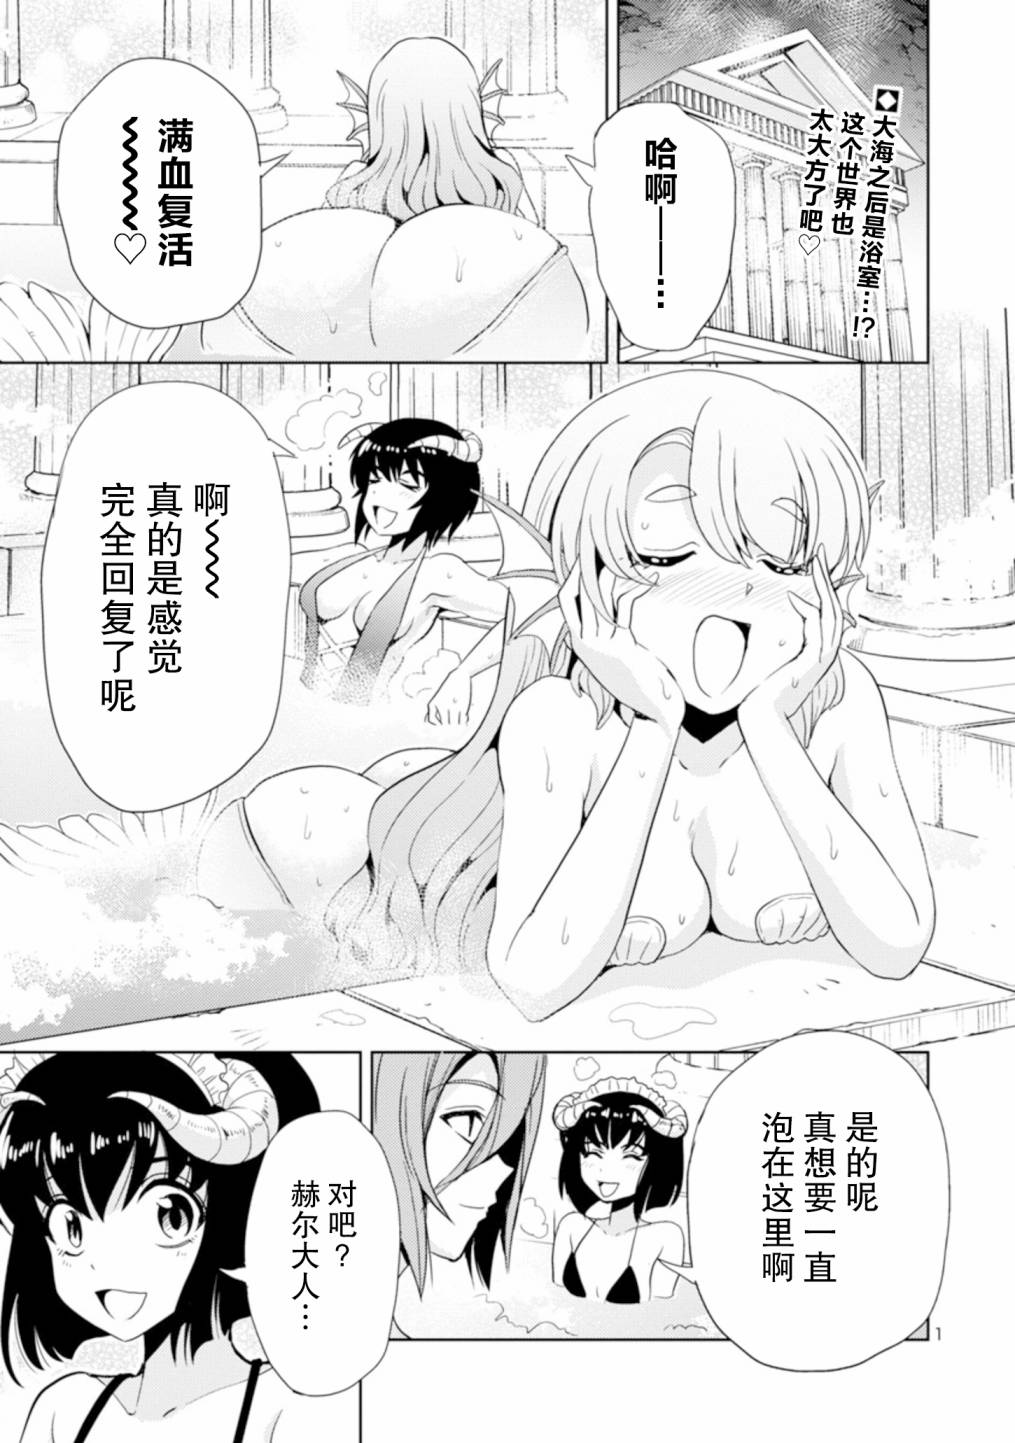 ◆大海之后是浴室…!?
这个世界也
太大方了吧♡
哈啊——…
满血复活
〜〜〜♡
啊〜〜
真的是感觉
完全回复了呢
是的呢
真想要一直
泡在这里啊
对吧?
赫尔大人…
1